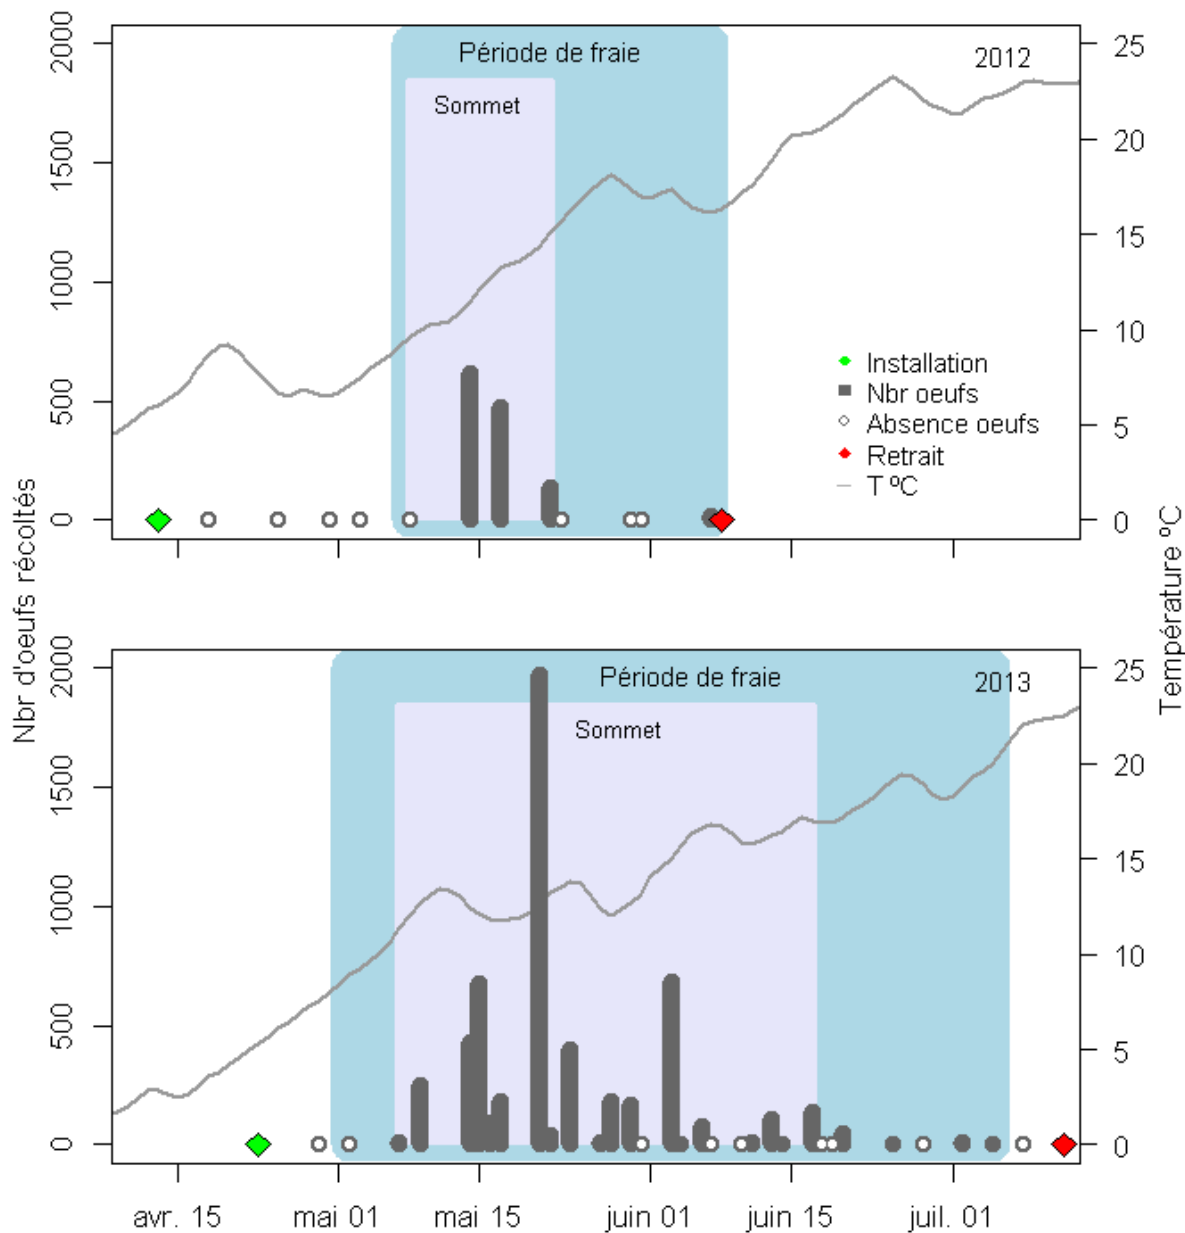 Période de fraie
2012
Sommet
2000
1500
1000
500
0
25
20
15
10
5
0
Installation
Nbr oeufs
Absence oeufs
Retrait
T ºC
Nbr d'oeufs récoltés
Température ºC
Période de fraie
2013
Sommet
2000
1500
1000
500
0
25
20
15
10
5
0
avr. 15
mai 01
mai 15
juin 01
juin 15
juil. 01